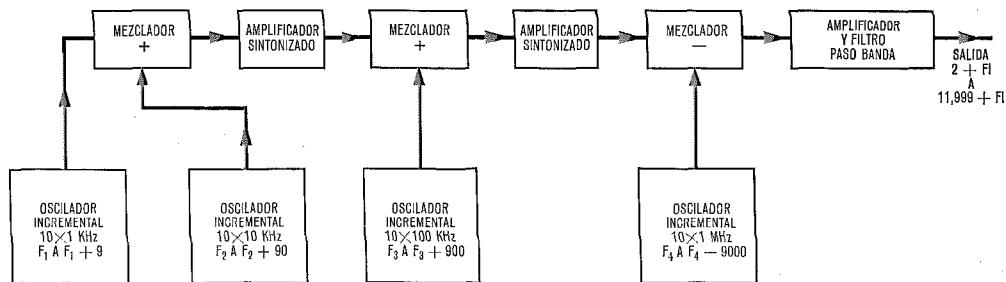 MEZCLADOR
+
AMPLIFICADOR
SINTONIZADO
MEZCLADOR
+
AMPLIFICADOR
SINTONIZADO
MEZCLADOR
—
AMPLIFICADOR
Y FILTRO
PASO BANDA
SALIDA
2 + FI
A
11,999 + FI
OSCILADOR
INCREMENTAL
10×1 KHz
F₁ A F₁ + 9
OSCILADOR
INCREMENTAL
10×10 KHz
F₂ A F₂ + 90
OSCILADOR
INCREMENTAL
10×100 KHz
F₃ A F₃ + 900
OSCILADOR
INCREMENTAL
10×1 MHz
F₄ A F₄ — 9000